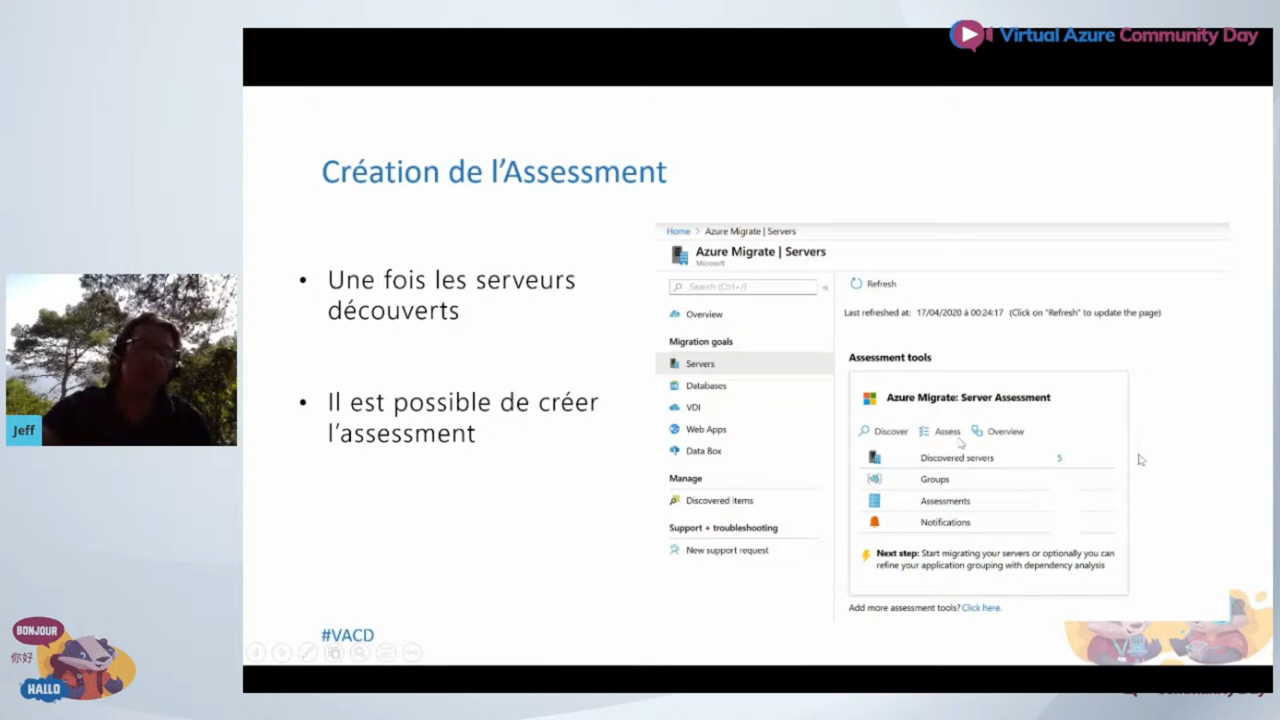 Virtual Azure Community Day
Création de l'Assessment
• Une fois les serveurs
découverts
• Il est possible de créer
l'assessment
#VACD
Home > Azure Migrate | Servers
Azure Migrate | Servers
Microsoft
Search (Ctrl+/)
«
Overview
Migration goals
Servers
Databases
VDI
Web Apps
Data Box
Manage
Discovered items
Support + troubleshooting
New support request
Refresh
Last refreshed at: 17/04/2020 à 00:24:17 (Click on "Refresh" to update the page)
Assessment tools
Azure Migrate: Server Assessment
Discover Assess Overview
Discovered servers 5
Groups
Assessments
Notifications
Next step: Start migrating your servers or optionally you can
refine your application grouping with dependency analysis
Add more assessment tools? Click here.
Jeff
BONJOUR
你好
HALLO
Community Day